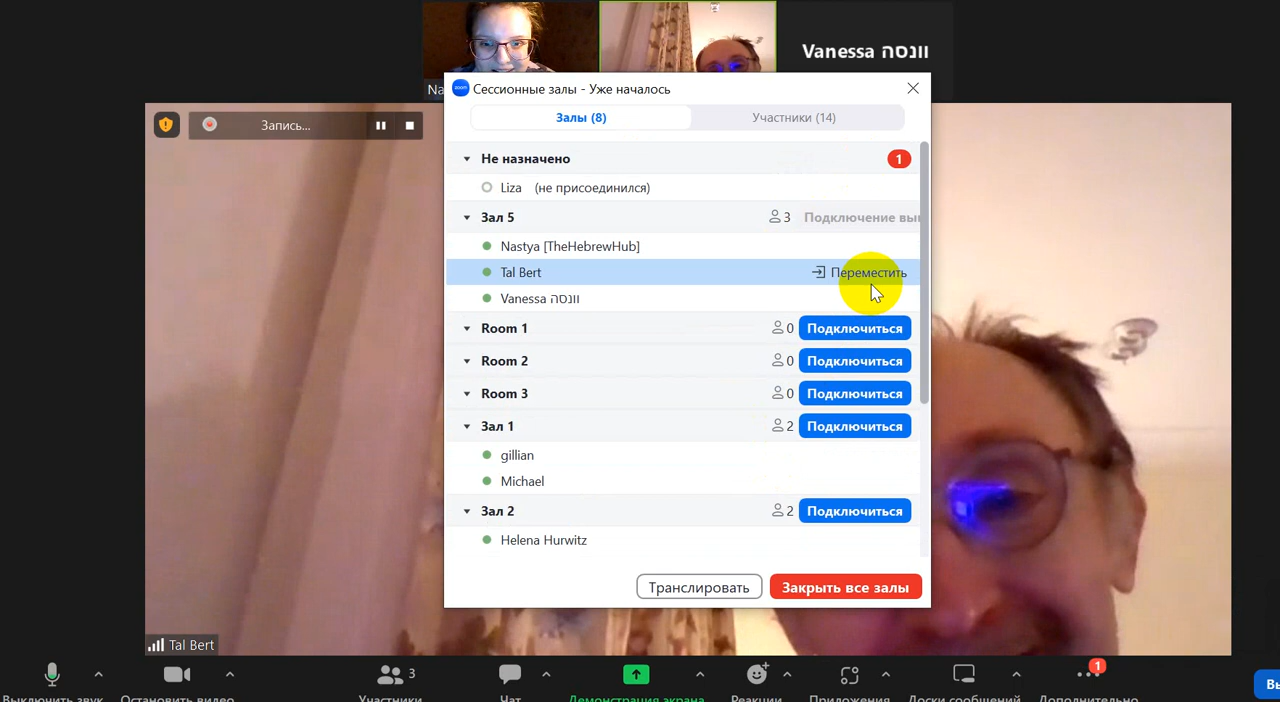 Vanessa וונסה
Na
zoom Сессионные залы - Уже началось
Залы (8)
Участники (14)
Запись...
Не назначено
1
Liza (не присоединился)
Зал 5
3 Подключение вы
Nastya [TheHebrewHub]
Tal Bert
Переместить
Vanessa וונסה
Room 1
0 Подключиться
Room 2
0 Подключиться
Room 3
0 Подключиться
Зал 1
2 Подключиться
gillian
Michael
Зал 2
2 Подключиться
Helena Hurwitz
Транслировать
Закрыть все залы
Tal Bert
3
1
Выключить звук
Остановить видео
Участники
Чат
Демонстрация экрана
Реакции
Приложения
Доски сообщений
Дополнительно
Вы